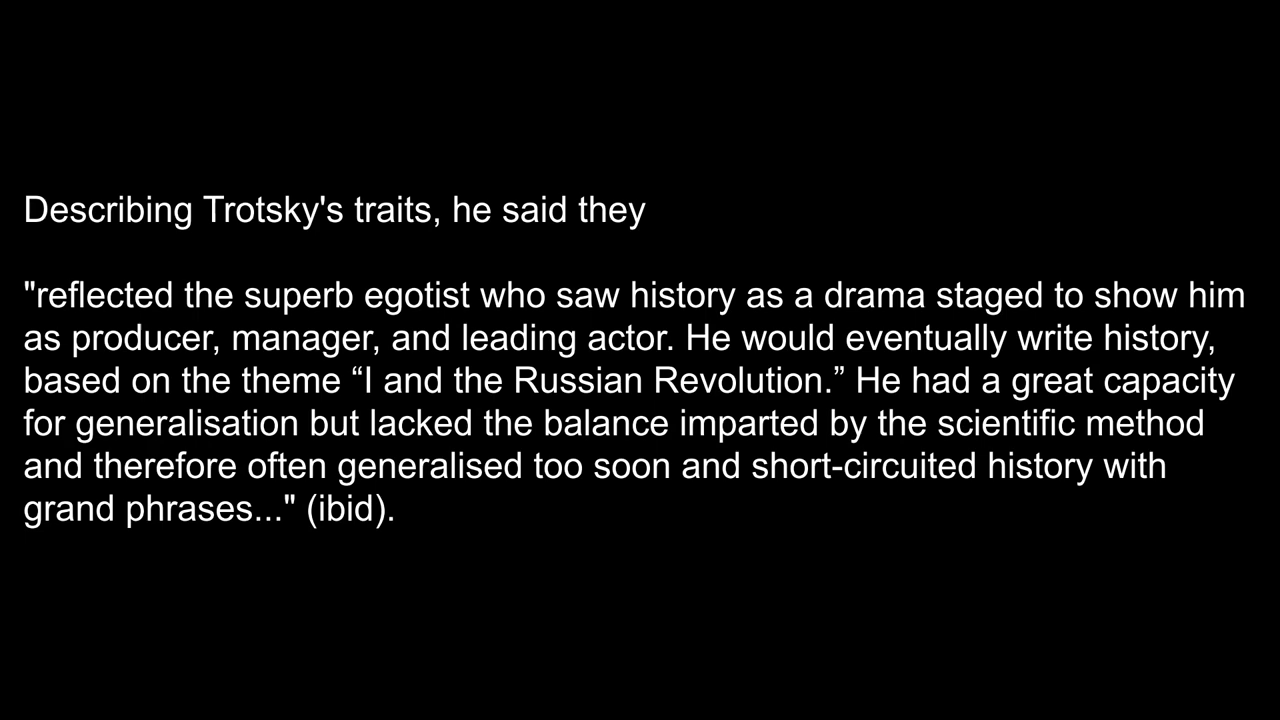 Describing Trotsky's traits, he said they
"reflected the superb egotist who saw history as a drama staged to show him
as producer, manager, and leading actor. He would eventually write history,
based on the theme “I and the Russian Revolution.” He had a great capacity
for generalisation but lacked the balance imparted by the scientific method
and therefore often generalised too soon and short-circuited history with
grand phrases..." (ibid).